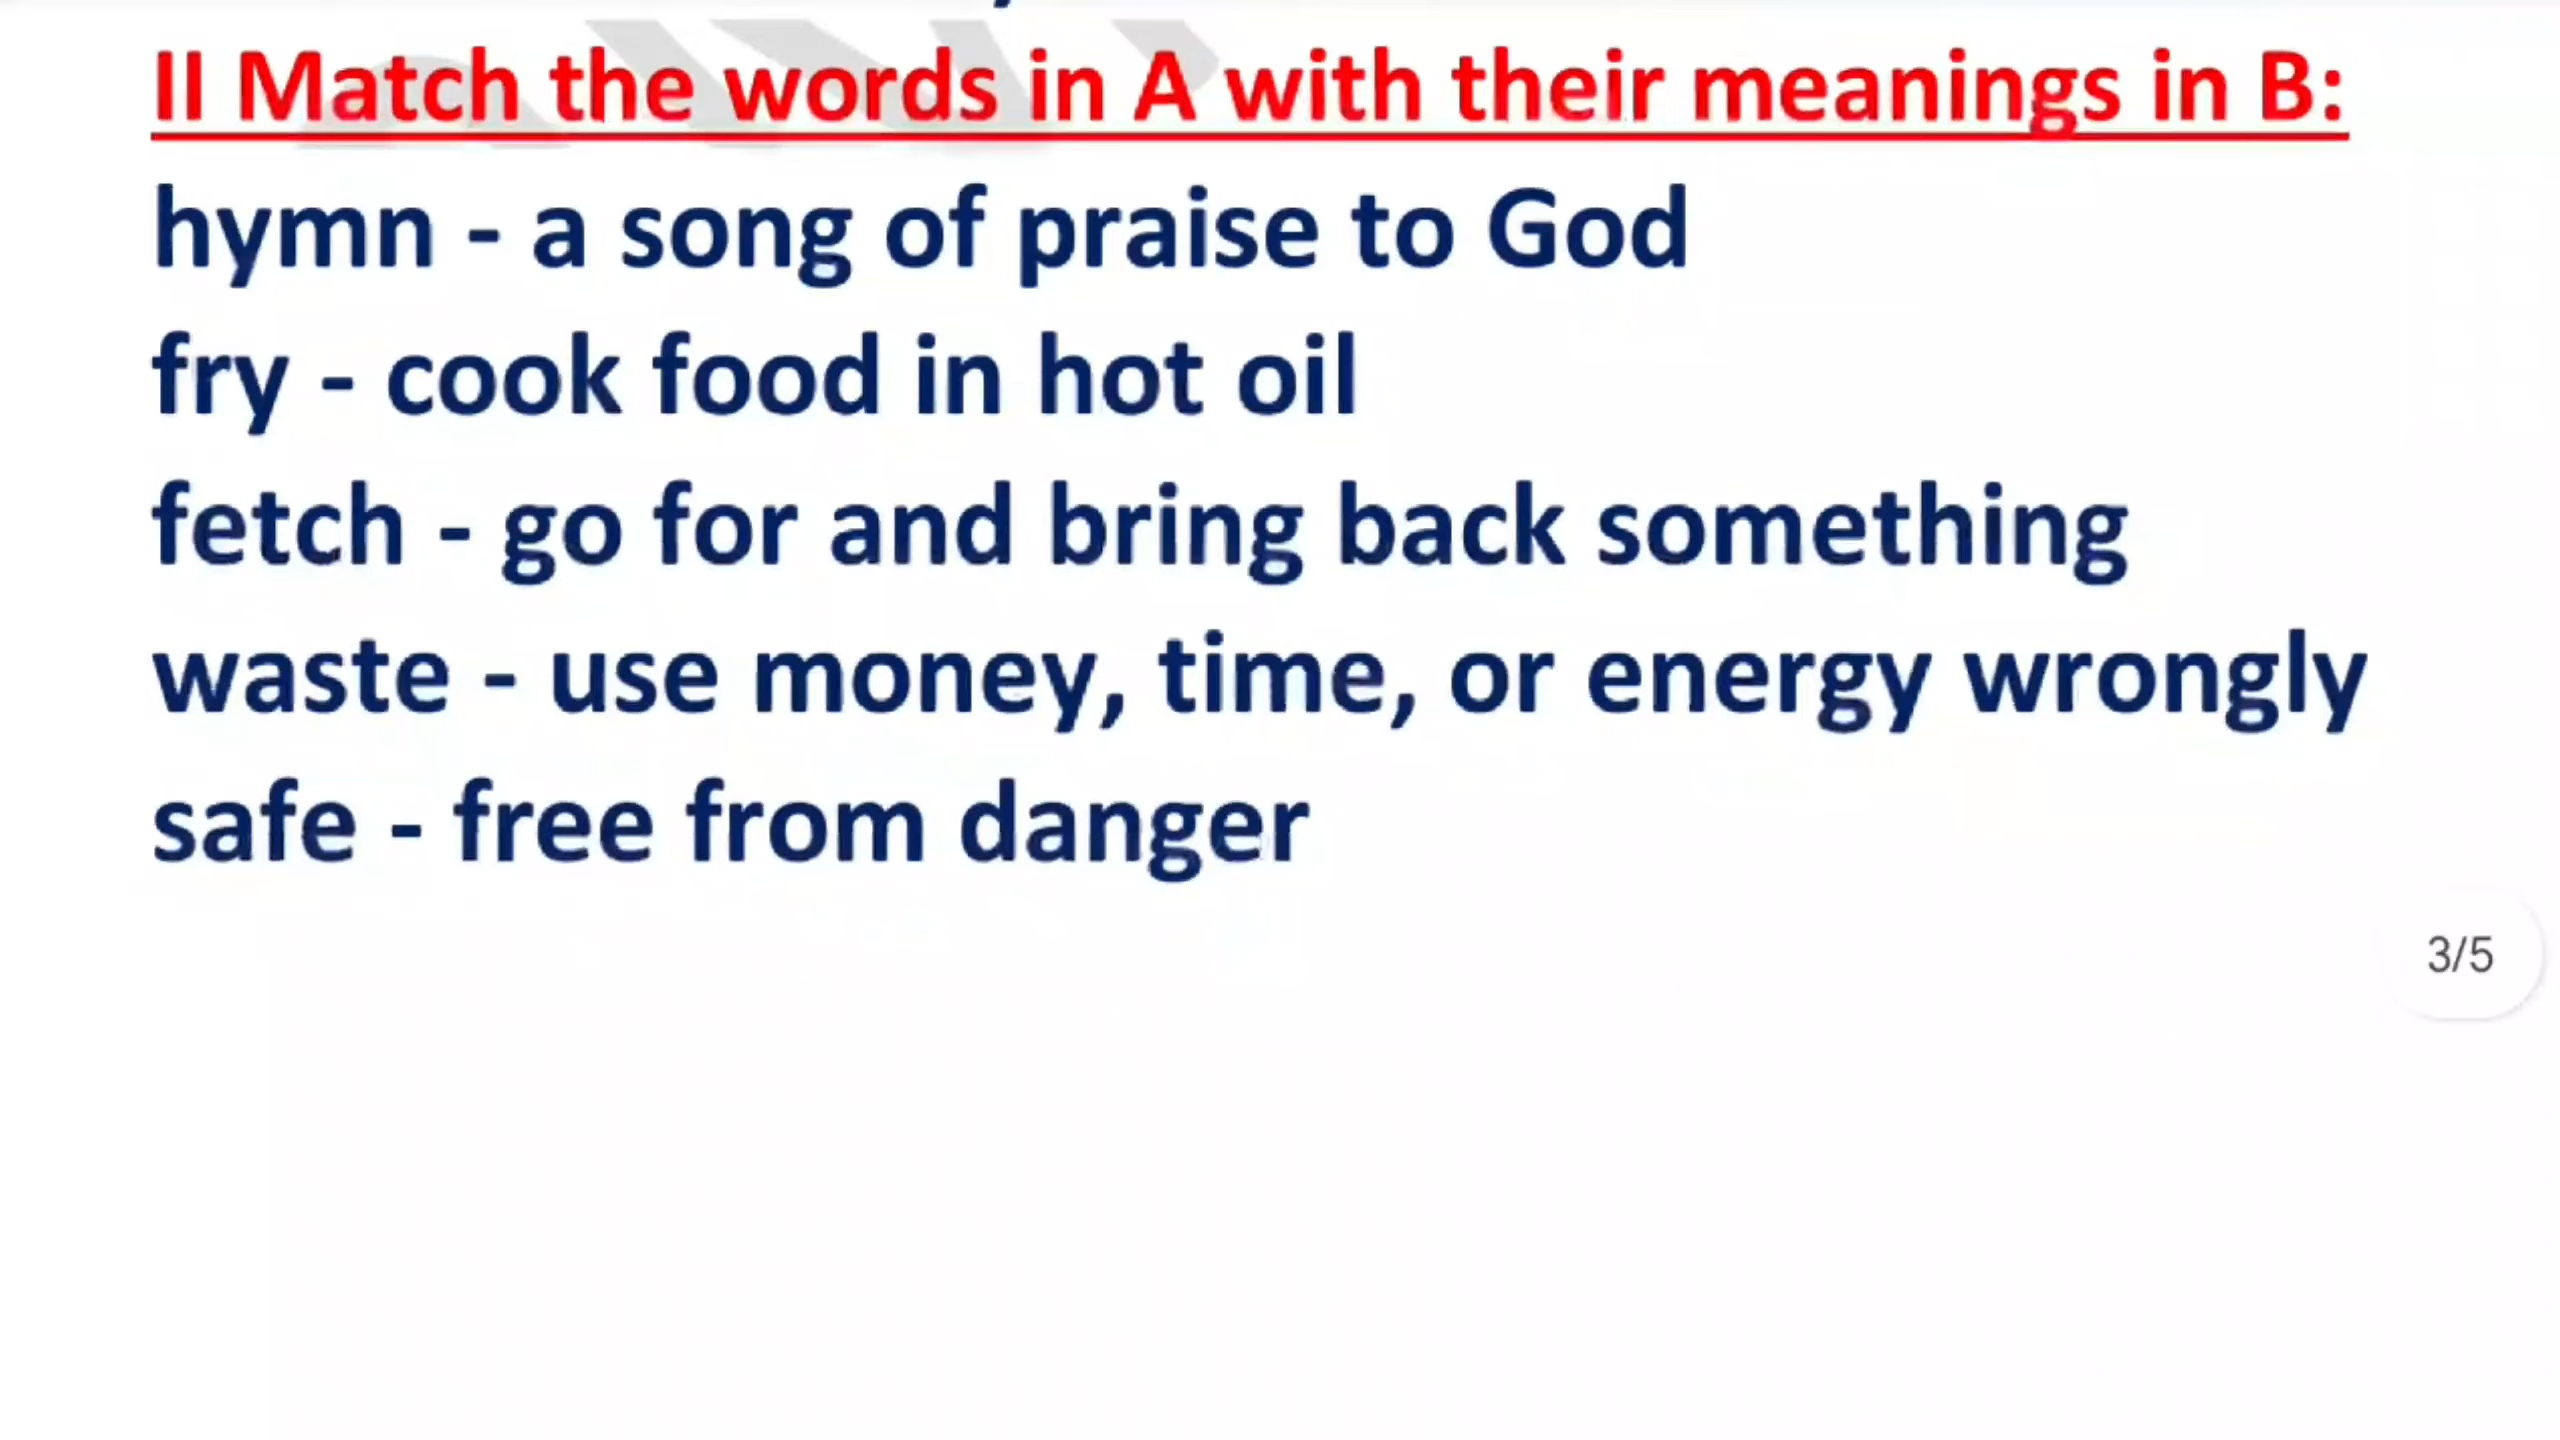 II Match the words in A with their meanings in B:
hymn - a song of praise to God
fry - cook food in hot oil
fetch - go for and bring back something
waste - use money, time, or energy wrongly
safe - free from danger
3/5